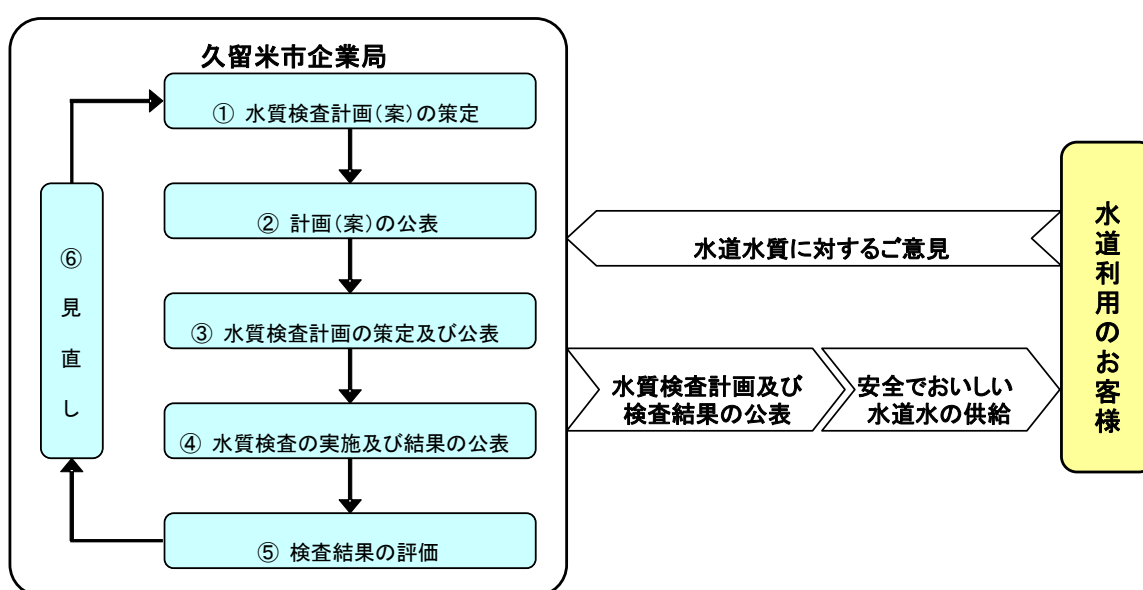 久留米市企業局
① 水質検査計画(案)の策定
② 計画(案)の公表
③ 水質検査計画の策定及び公表
④ 水質検査の実施及び結果の公表
⑤ 検査結果の評価
⑥見直し
水道水質に対するご意見
水質検査計画及び
検査結果の公表
安全でおいしい
水道水の供給
水道利用のお客様